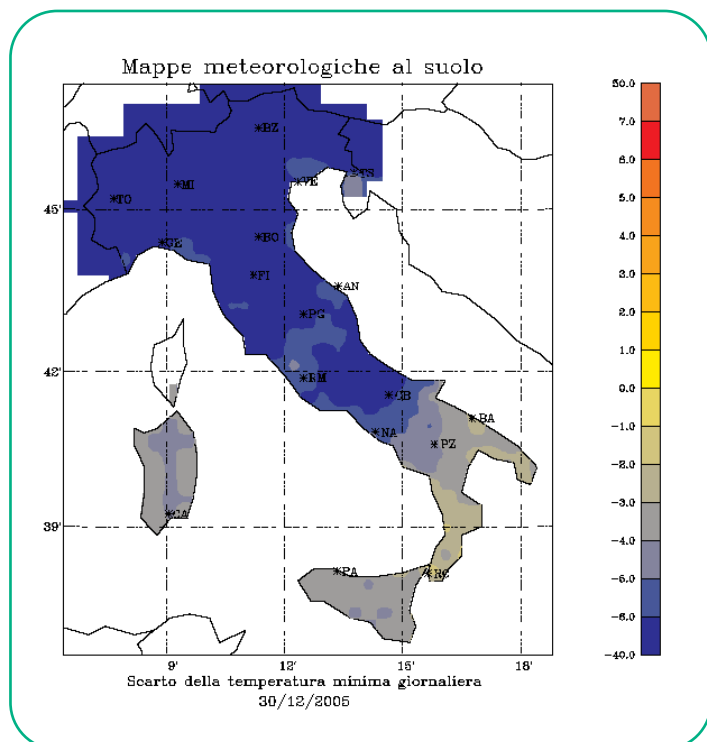 Mappe meteorologiche al suolo
50.0
7.0
6.0
5.0
4.0
3.0
2.0
1.0
0.0
-1.0
-2.0
-3.0
-4.0
-6.0
-8.0
-40.0
45'
42'
39'
*BZ
*TS
*VE
*MI
*TO
*GE
*BO
*FI
*AN
*PG
*RM
*CB
*BA
*NA
*PZ
*CA
*PA
*RC
9'
12'
15'
18'
Scarto della temperatura minima giornaliera
30/12/2005